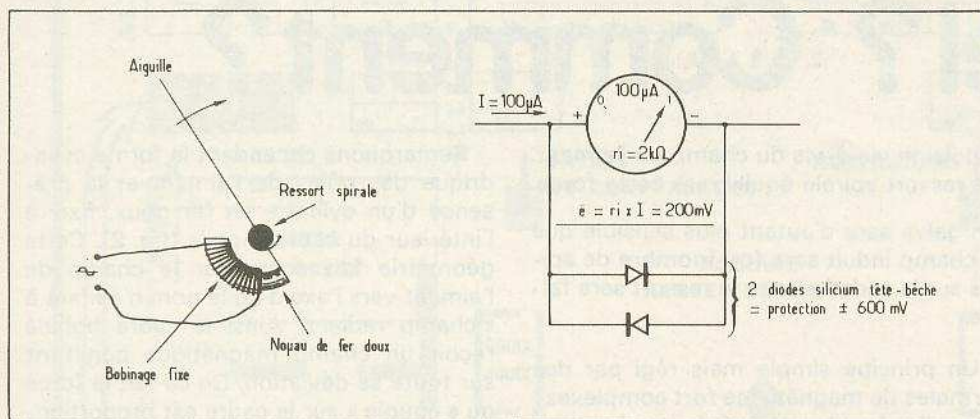 Aiguille
Ressort spirale
Noyau de fer doux
Bobinage fixe
I = 100µA
+
0
100µA
1
-
ri = 2kΩ
e = ri x I = 200mV
2 diodes silicium tête-bêche
= protection ± 600 mV